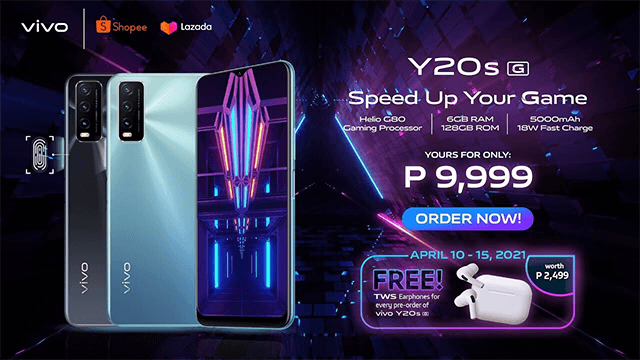 vivo
Shopee
Lazada
Y20s G
Speed Up Your Game
Helio G80
Gaming Processor
6GB RAM
128GB ROM
5000mAh
18W Fast Charge
YOURS FOR ONLY:
P 9,999
ORDER NOW!
APRIL 10 - 15, 2021
FREE!
TWS Earphones for
every pre-order of
vivo Y20s G
worth
P 2,499
vivo
vivo